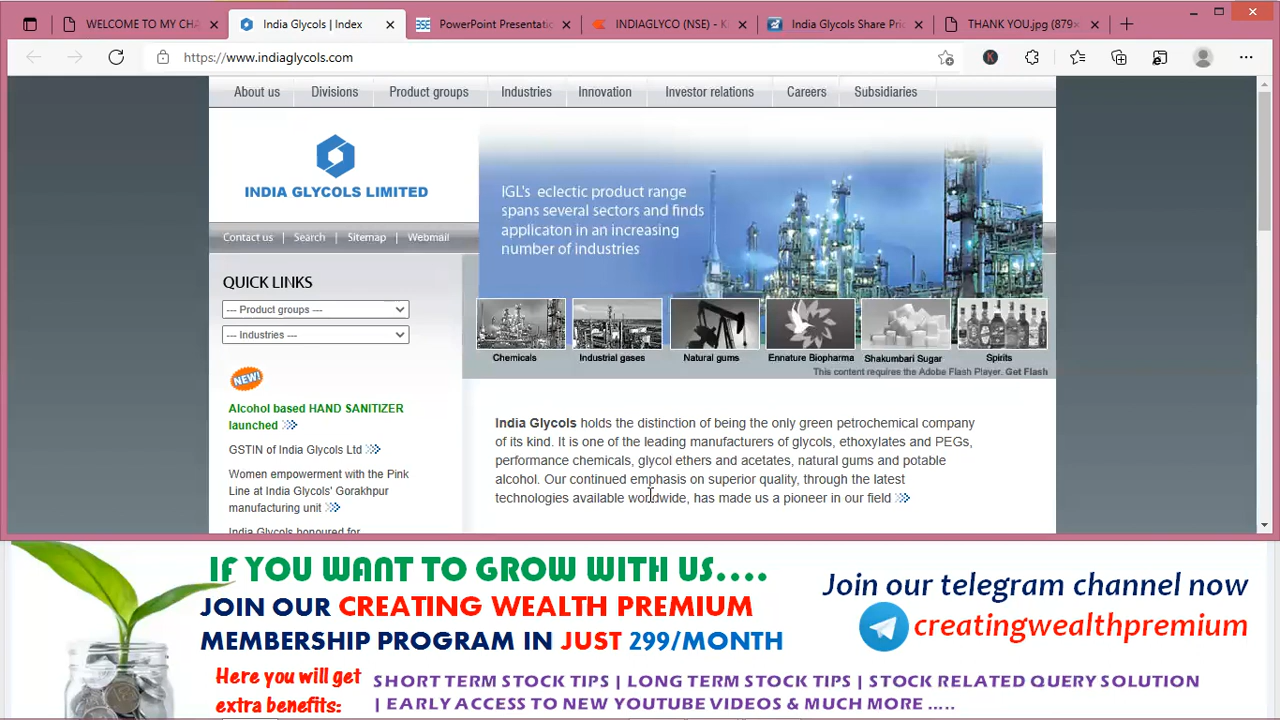 WELCOME TO MY CHA
India Glycols | Index
PowerPoint Presentatic
INDIAGLYCO (NSE) - K
India Glycols Share Pric
THANK YOU.jpg (879×
https://www.indiaglycols.com
About us
Divisions
Product groups
Industries
Innovation
Investor relations
Careers
Subsidiaries
INDIA GLYCOLS LIMITED
IGL's eclectic product range
spans several sectors and finds
applicaton in an increasing
number of industries
Contact us | Search | Sitemap | Webmail
QUICK LINKS
--- Product groups ---
--- Industries ---
Chemicals
Industrial gases
Natural gums
Ennature Biopharma
Shakumbari Sugar
Spirits
This content requires the Adobe Flash Player. Get Flash
NEW!
Alcohol based HAND SANITIZER
launched
GSTIN of India Glycols Ltd
Women empowerment with the Pink
Line at India Glycols' Gorakhpur
manufacturing unit
India Glycols honoured for
India Glycols holds the distinction of being the only green petrochemical company
of its kind. It is one of the leading manufacturers of glycols, ethoxylates and PEGs,
performance chemicals, glycol ethers and acetates, natural gums and potable
alcohol. Our continued emphasis on superior quality, through the latest
technologies available worldwide, has made us a pioneer in our field
IF YOU WANT TO GROW WITH US....
JOIN OUR CREATING WEALTH PREMIUM
MEMBERSHIP PROGRAM IN JUST 299/MONTH
Join our telegram channel now
creatingwealthpremium
Here you will get
extra benefits:
SHORT TERM STOCK TIPS | LONG TERM STOCK TIPS | STOCK RELATED QUERY SOLUTION
| EARLY ACCESS TO NEW YOUTUBE VIDEOS & MUCH MORE .....